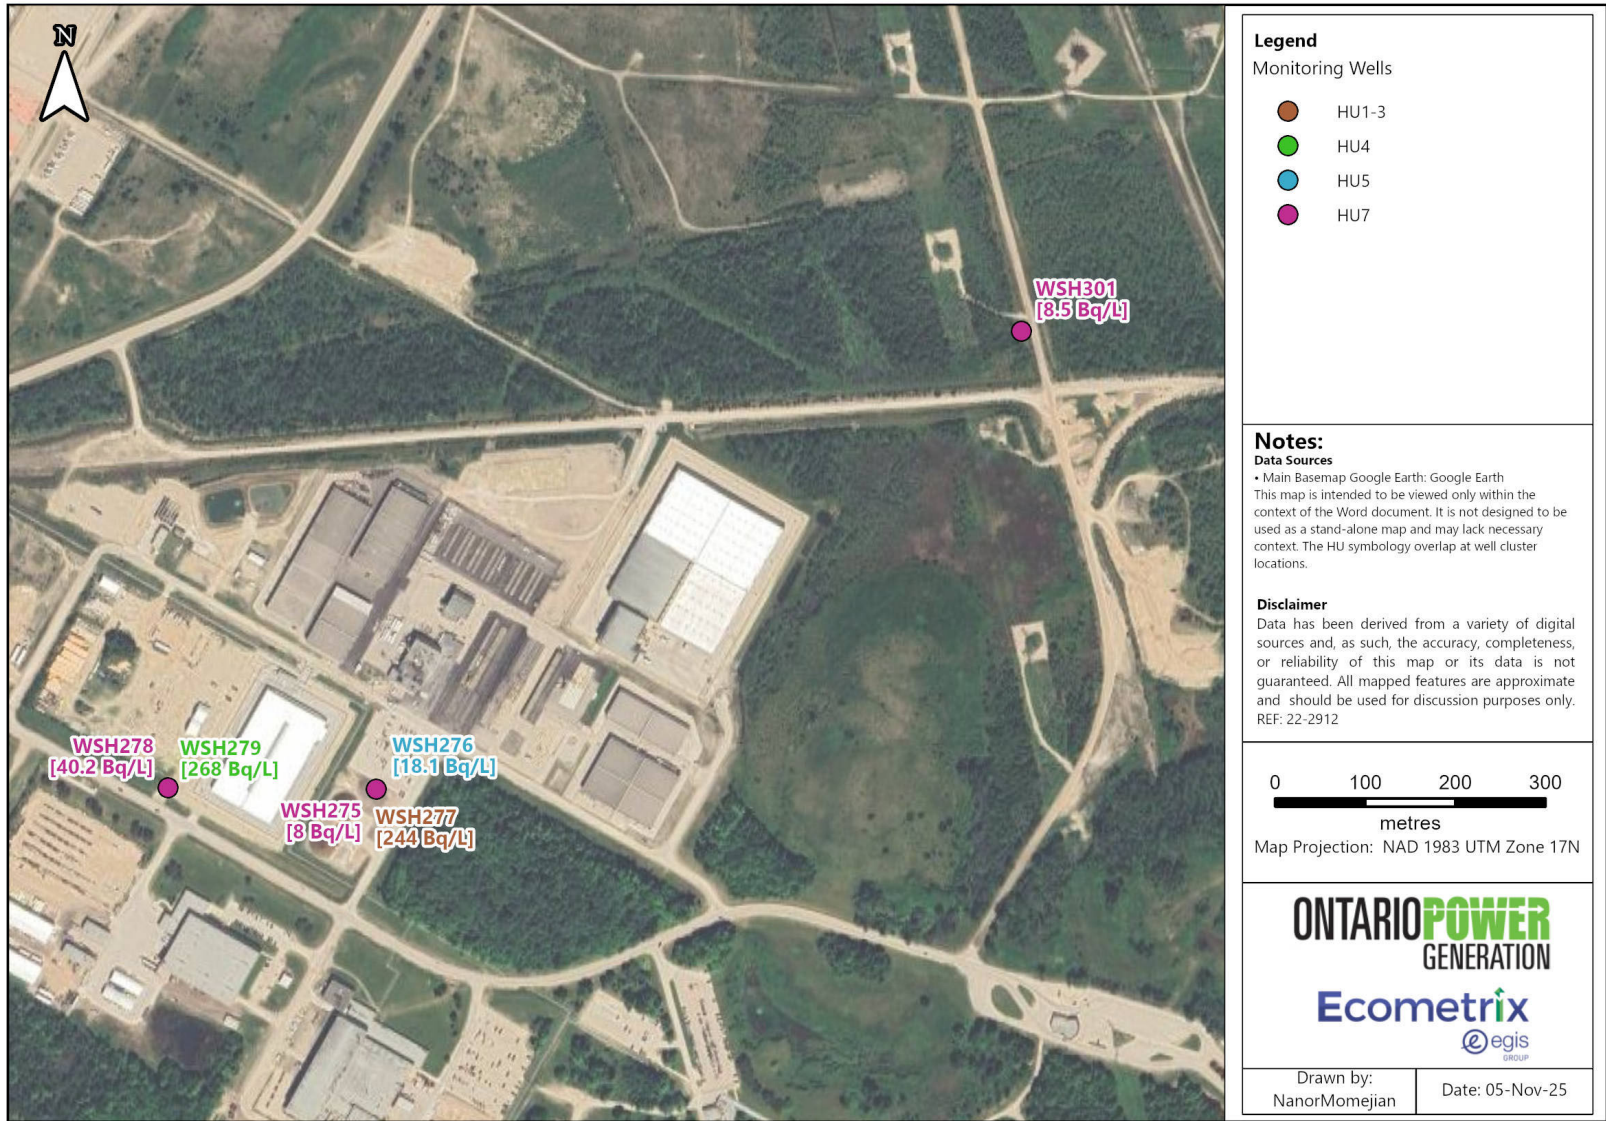 N
WSH301
[8.5 Bq/L]
WSH278
[40.2 Bq/L]
WSH279
[268 Bq/L]
WSH276
[18.1 Bq/L]
WSH275
[8 Bq/L]
WSH277
[244 Bq/L]
Legend
Monitoring Wells
HU1-3
HU4
HU5
HU7
Notes:
Data Sources
• Main Basemap Google Earth: Google Earth
This map is intended to be viewed only within the
context of the Word document. It is not designed to be
used as a stand-alone map and may lack necessary
context. The HU symbology overlap at well cluster
locations.
Disclaimer
Data has been derived from a variety of digital
sources and, as such, the accuracy, completeness,
or reliability of this map or its data is not
guaranteed. All mapped features are approximate
and should be used for discussion purposes only.
REF: 22-2912
0 100 200 300
metres
Map Projection: NAD 1983 UTM Zone 17N
ONTARIOPOWER
GENERATION
Ecometrix
egis
GROUP
Drawn by:
NanorMomejian
Date: 05-Nov-25